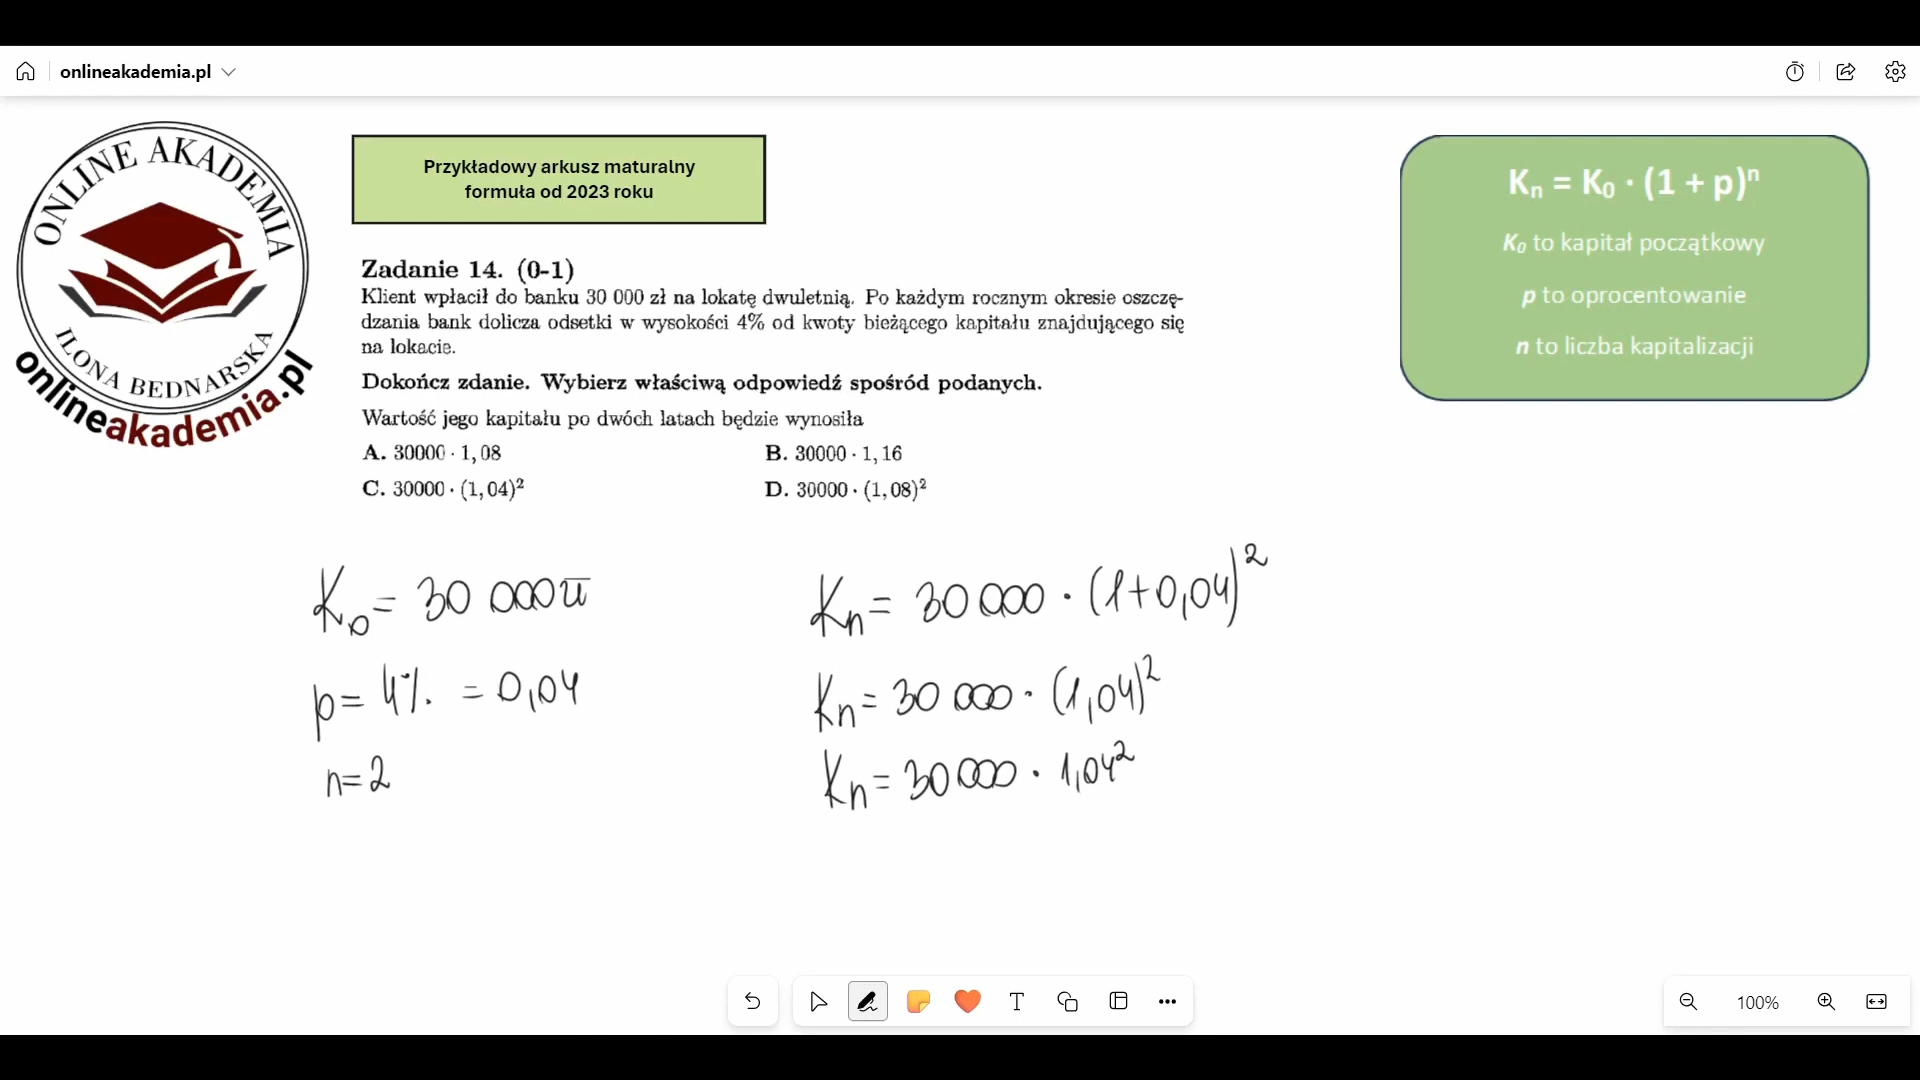 onlineakademia.pl
ONLINE AKADEMIA
ILONA BEDNARSKA
onlineakademia.pl
Przykładowy arkusz maturalny
formuła od 2023 roku
Kₙ = K₀ · (1 + p)ⁿ
K₀ to kapitał początkowy
p to oprocentowanie
n to liczba kapitalizacji
Zadanie 14. (0-1)
Klient wpłacił do banku 30 000 zł na lokatę dwuletnią. Po każdym rocznym okresie oszczę-
dzania bank dolicza odsetki w wysokości 4% od kwoty bieżącego kapitału znajdującego się
na lokacie.
Dokończ zdanie. Wybierz właściwą odpowiedź spośród podanych.
Wartość jego kapitału po dwóch latach będzie wynosiła
A. 30000 · 1, 08
B. 30000 · 1, 16
C. 30000 · (1, 04)²
D. 30000 · (1, 08)²
K₀ = 30 000 zł
p = 4% = 0,04
n = 2
Kₙ = 30 000 · (1+0,04)²
Kₙ = 30 000 · (1,04)²
Kₙ = 30 000 · 1,04²
100%